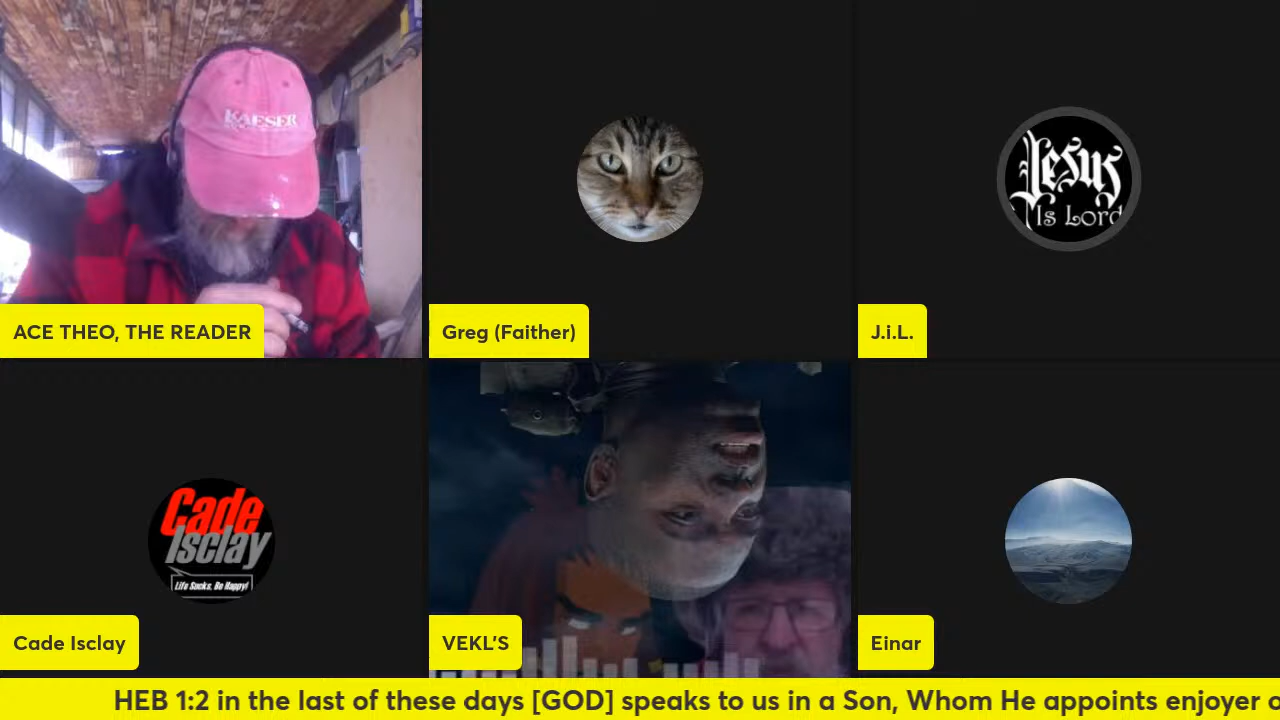 KAESER
ACE THEO, THE READER
Greg (Faither)
Jesus
Is Lord
J.i.L.
Cade
Isclay
Life Sucks, Be Happy!
Cade Isclay
VEKL'S
Einar
HEB 1:2 in the last of these days [GOD] speaks to us in a Son, Whom He appoints enjoyer